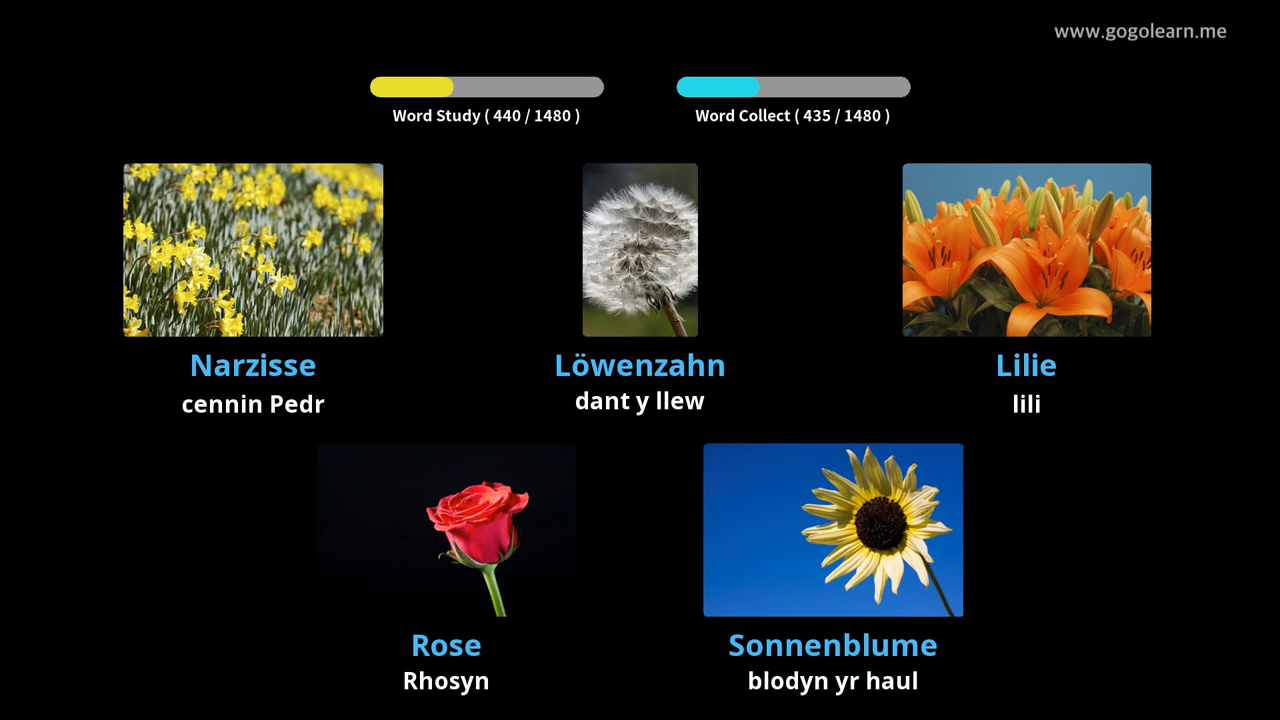 www.gogolearn.me
Word Study ( 440 / 1480 )
Word Collect ( 435 / 1480 )
Narzisse
cennin Pedr
Löwenzahn
dant y llew
Lilie
lili
Rose
Rhosyn
Sonnenblume
blodyn yr haul